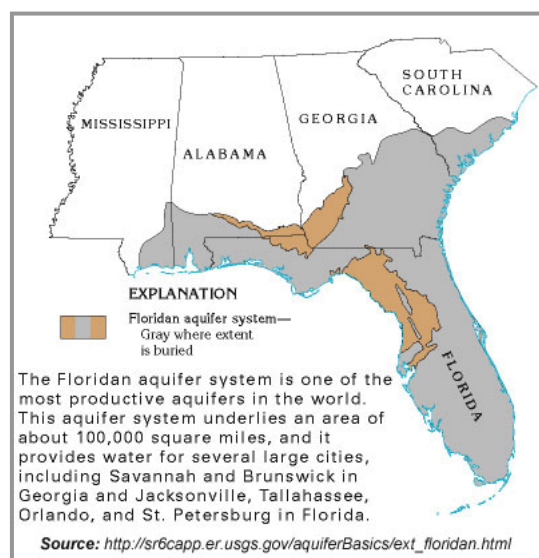 SOUTH
CAROLINA
GEORGIA
MISSISSIPPI
ALABAMA
FLORIDA
EXPLANATION
Floridan aquifer system—
Gray where extent
is buried
The Floridan aquifer system is one of the
most productive aquifers in the world.
This aquifer system underlies an area of
about 100,000 square miles, and it
provides water for several large cities,
including Savannah and Brunswick in
Georgia and Jacksonville, Tallahassee,
Orlando, and St. Petersburg in Florida.
Source: http://sr6capp.er.usgs.gov/aquiferBasics/ext_floridan.html